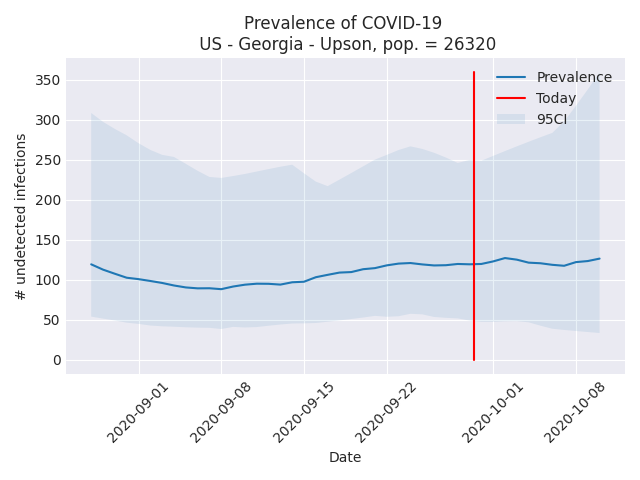 Prevalence of COVID-19
US - Georgia - Upson, pop. = 26320
Prevalence
Today
95CI
# undetected infections
350
300
250
200
150
100
50
0
2020-09-01
2020-09-08
2020-09-15
2020-09-22
2020-10-01
2020-10-08
Date